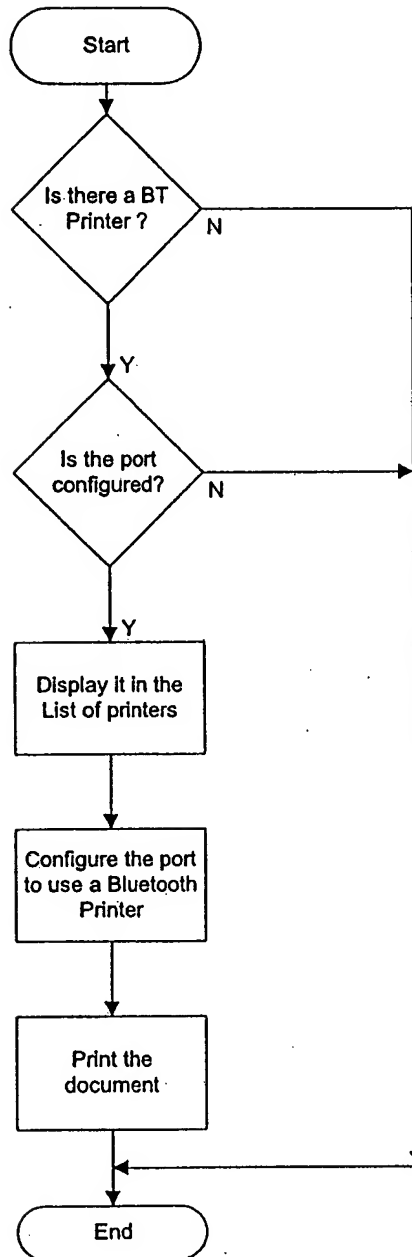 Start
Is there a BT
Printer ?
N
Y
Is the port
configured?
N
Y
Display it in the
List of printers
Configure the port
to use a Bluetooth
Printer
Print the
document
End